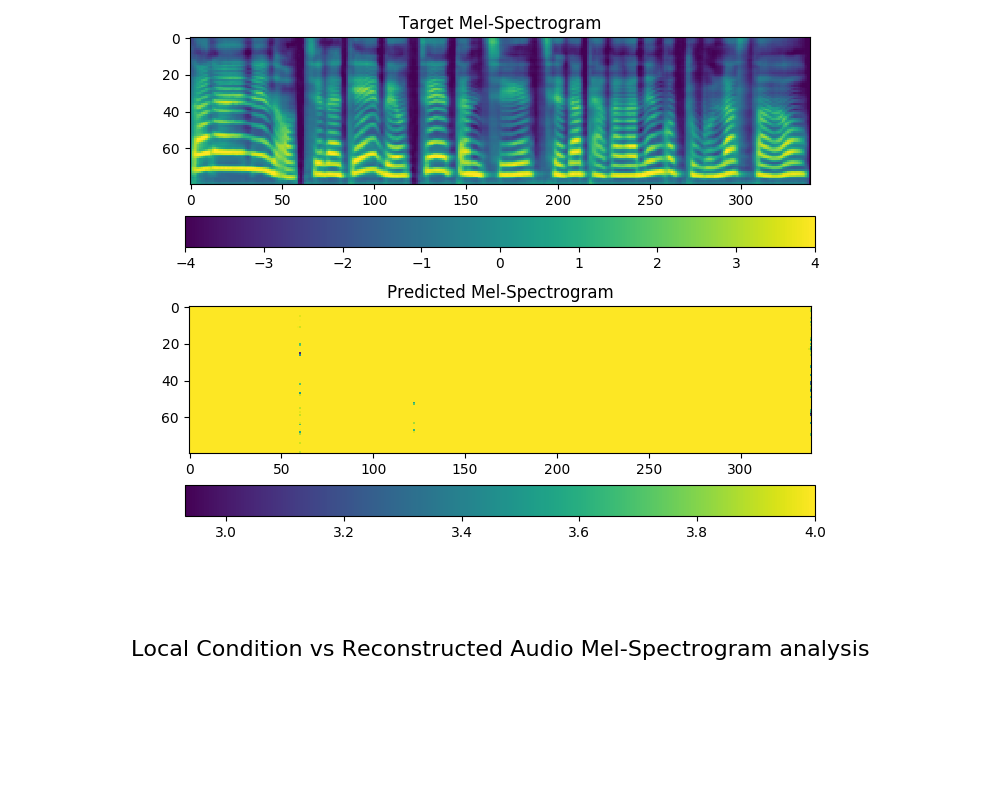 Target Mel-Spectrogram
0
20
40
60
0 50 100 150 200 250 300
−4 −3 −2 −1 0 1 2 3 4
Predicted Mel-Spectrogram
0
20
40
60
0 50 100 150 200 250 300
3.0 3.2 3.4 3.6 3.8 4.0
Local Condition vs Reconstructed Audio Mel-Spectrogram analysis